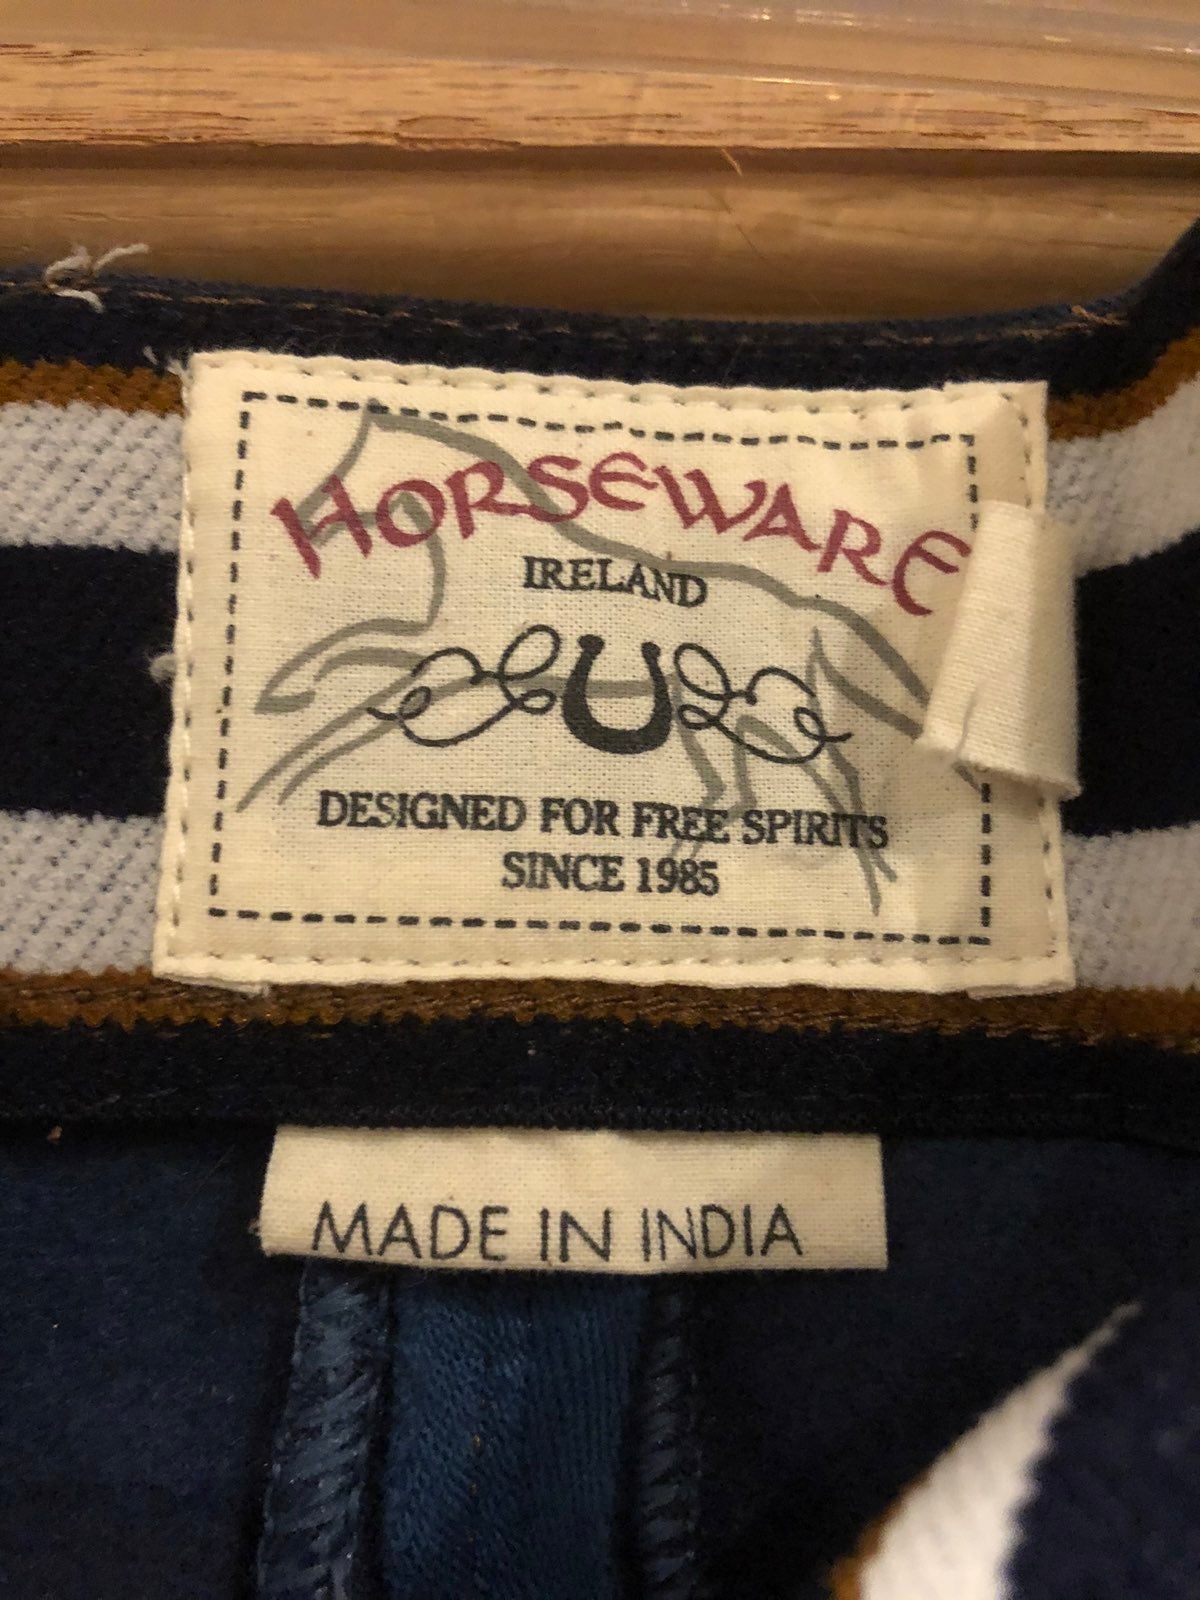 HORSEWARE
IRELAND
DESIGNED FOR FREE SPIRITS
SINCE 1985
MADE IN INDIA